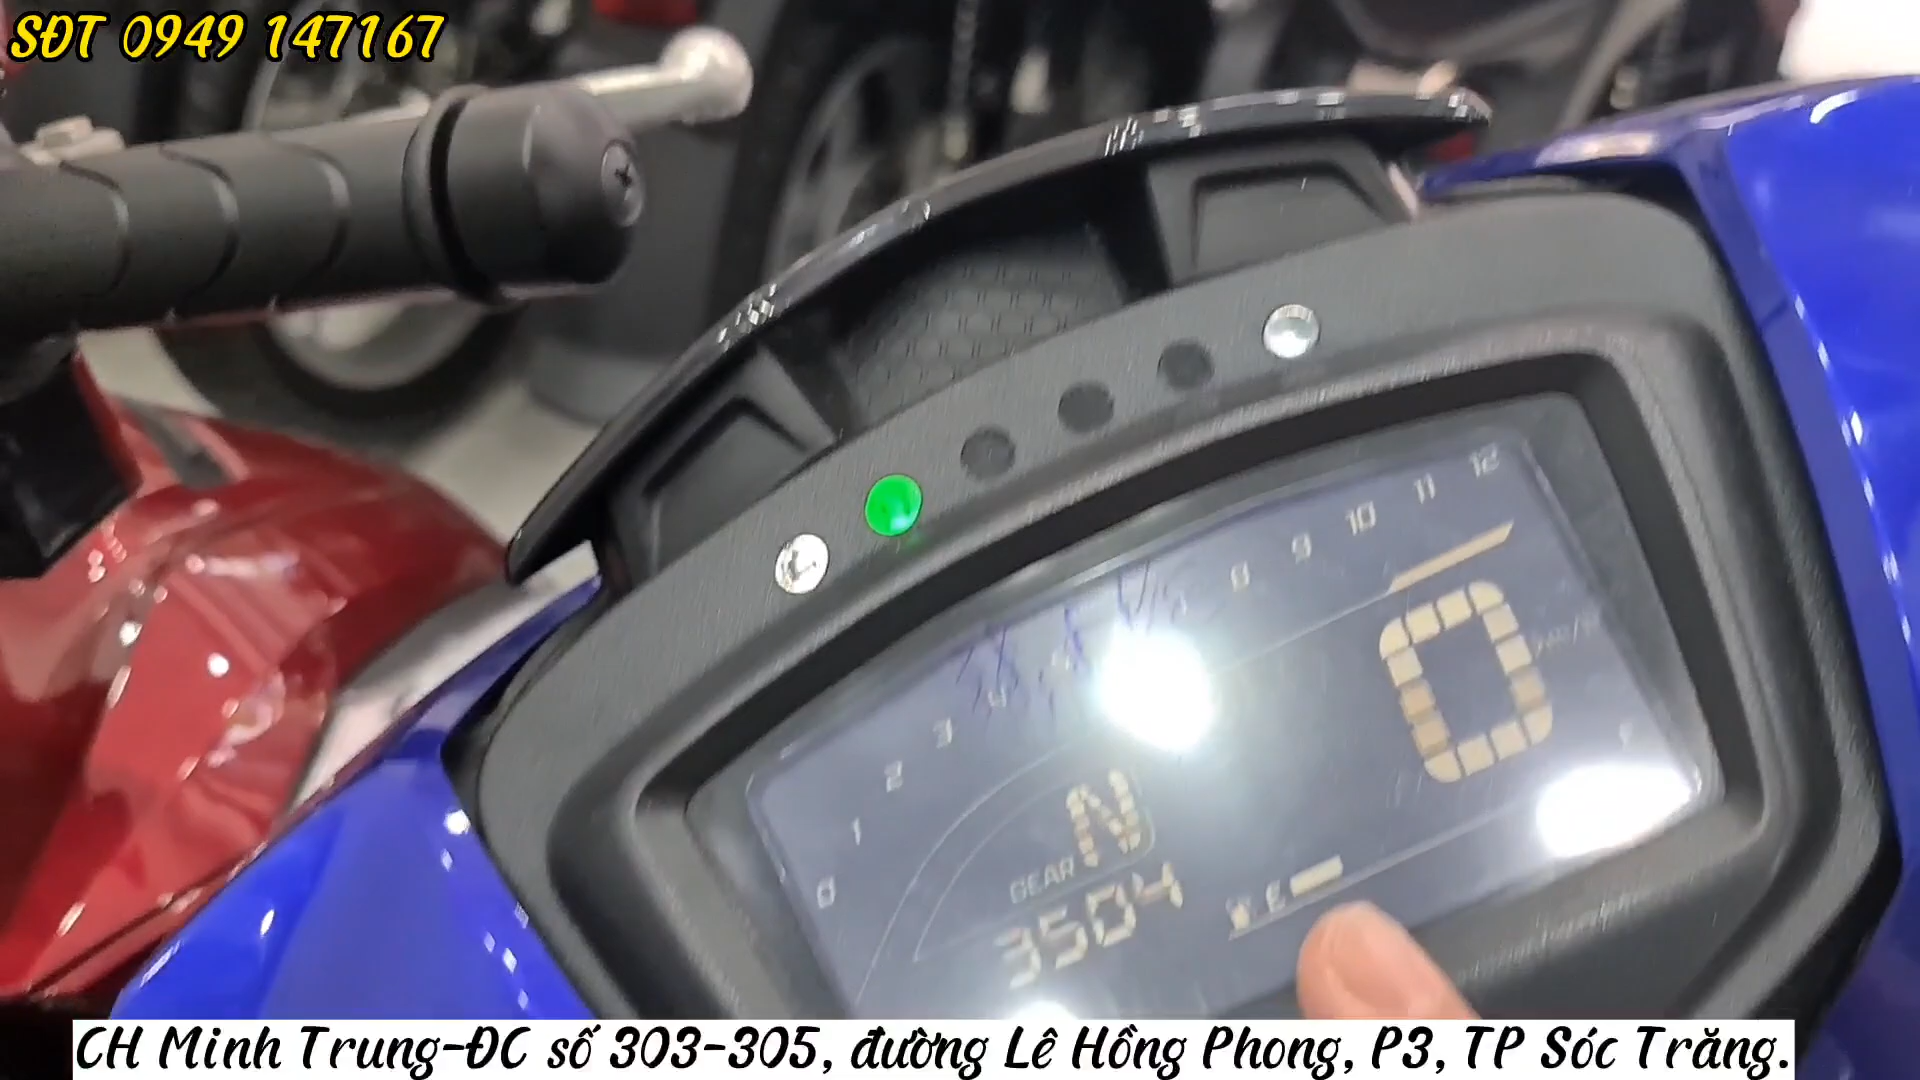 SĐT 0949 147167
12
11
10
9
8
4
3
2
1
0
0
N
GEAR
3504
E
CH Minh Trung-ĐC số 303-305, đường Lê Hồng Phong, P3, TP Sóc Trăng.